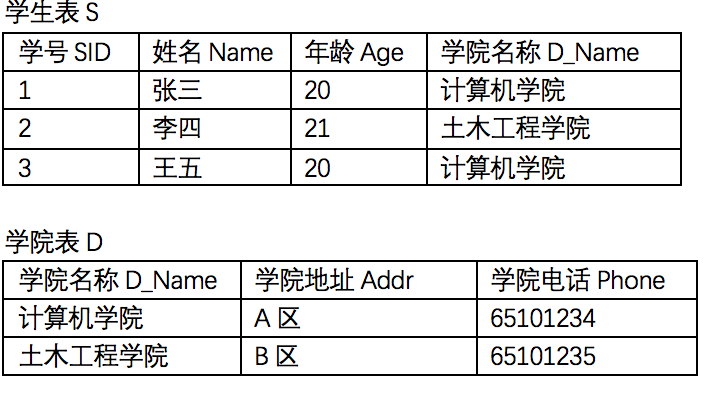 学生表 S
学号 SID 姓名 Name 年龄 Age 学院名称 D_Name
1 张三 20 计算机学院
2 李四 21 土木工程学院
3 王五 20 计算机学院
学院表 D
学院名称 D_Name 学院地址 Addr 学院电话 Phone
计算机学院 A 区 65101234
土木工程学院 B 区 65101235